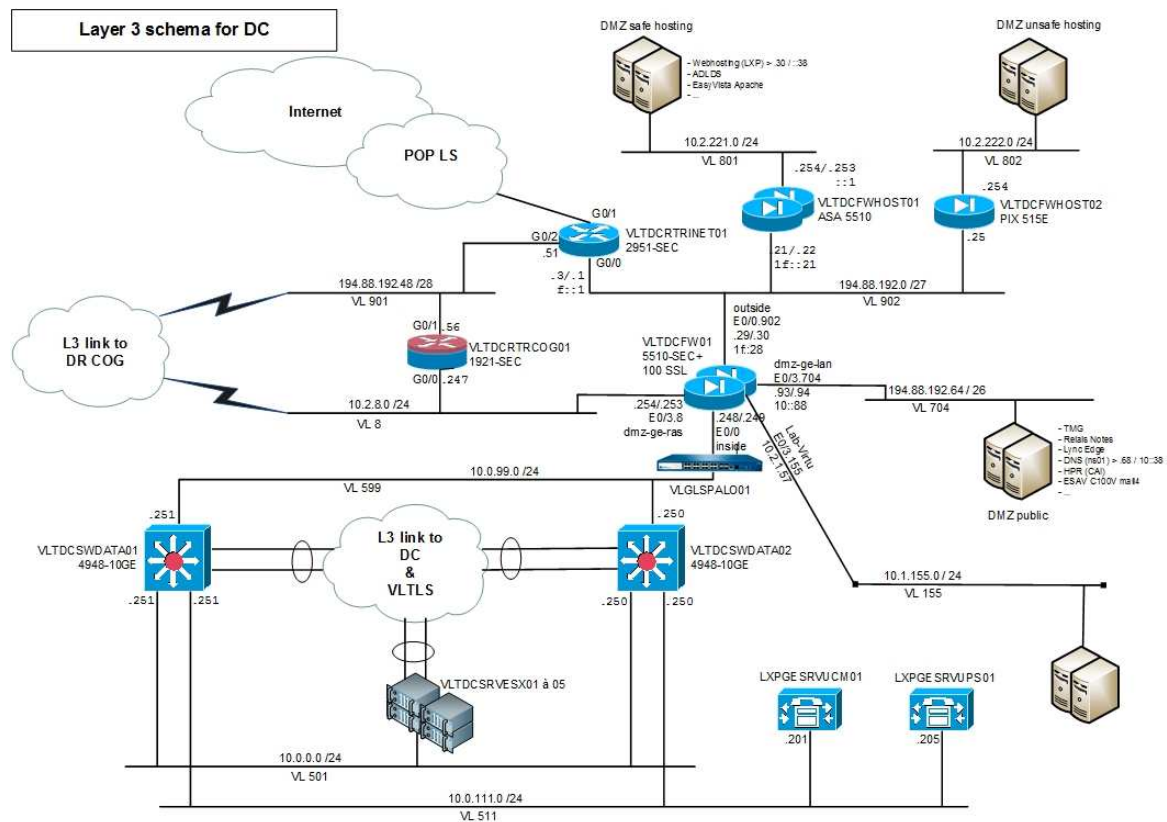 Layer 3 schema for DC
DMZ safe hosting
- Webhosting (LXP) > .30 / ::38
- ADLDS
- EasyVista Apache
- ...
DMZ unsafe hosting
Internet
POP LS
10.2.221.0 /24
VL 801
10.2.222.0 /24
VL 802
.254/.253
::1
.254
VLTDCFWHOST01
ASA 5510
VLTDCFWHOST02
PIX 515E
G0/1
G0/2
.51
VLTDCRTRINET01
2951-SEC
G0/0
.3/.1
f::1
.21/.22
1f::21
.25
194.88.192.48 /28
VL 901
194.88.192.0 /27
VL 902
L3 link to
DR COG
G0/1
.56
VLTDCRTRCOG01
1921-SEC
G0/0
.247
outside
E0/0.902
.29/.30
1f:28
VLTDCFW01
5510-SEC+
100 SSL
dmz-ge-lan
E0/3.704
.93/.94
10::88
194.88.192.64 / 26
VL 704
10.2.8.0 /24
VL 8
.254/.253
E0/3.8
dmz-ge-ras
.248/.249
E0/0
inside
Lab-Virtu
E0/3.155
10.2.1.57
- TMG
- Relais Notes
- Lync Edge
- DNS (ns01) > .68 / 10::38
- HPR (CAI)
- ESAV C100V mail4
- ...
DMZ public
VLGLSPALO01
10.0.99.0 /24
VL 599
.251
.250
VLTDCSWDATA01
4948-10GE
L3 link to
DC
&
VLTLS
VLTDCSWDATA02
4948-10GE
.251
.251
.250
.250
10.1.155.0 / 24
VL 155
VLTDCSRVESX01 à 05
LXPGESRVUCM01
.201
LXPGESRVUPS01
.205
10.0.0.0 /24
VL 501
10.0.111.0 /24
VL 511